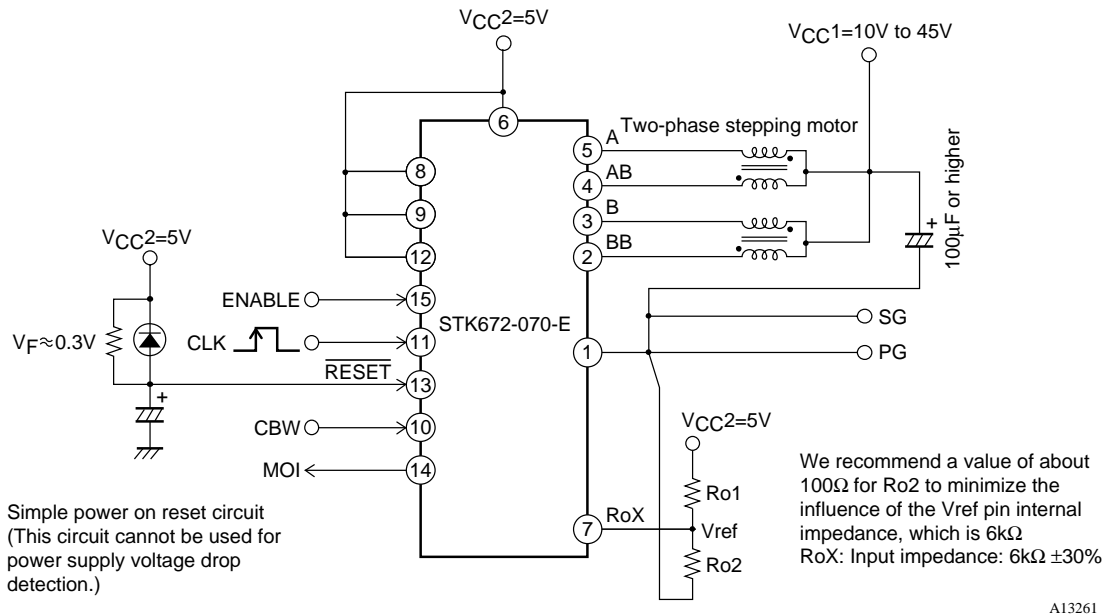 VCC2=5V
VCC1=10V to 45V
6
A
Two-phase stepping motor
5
AB
4
8
B
3
9
BB
2
12
+
100µF or higher
VCC2=5V
ENABLE
15
STK672-070-E
SG
VF≈0.3V
CLK
11
1
PG
RESET
13
+
VCC2=5V
CBW
10
MOI
14
Ro1
RoX
7
Vref
Ro2
Simple power on reset circuit
(This circuit cannot be used for
power supply voltage drop
detection.)
We recommend a value of about
100Ω for Ro2 to minimize the
influence of the Vref pin internal
impedance, which is 6kΩ
RoX: Input impedance: 6kΩ ±30%
A13261